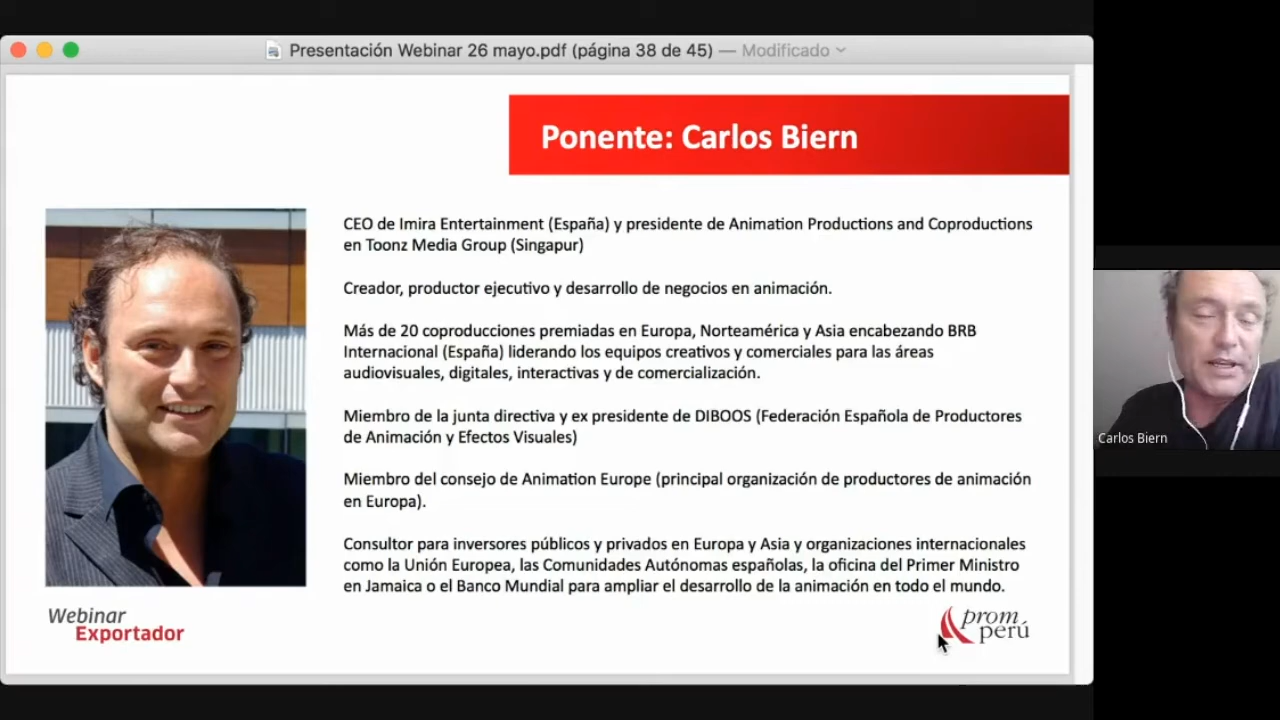 Presentación Webinar 26 mayo.pdf (página 38 de 45) — Modificado
Ponente: Carlos Biern
CEO de Imira Entertainment (España) y presidente de Animation Productions and Coproductions
en Toonz Media Group (Singapur)
Creador, productor ejecutivo y desarrollo de negocios en animación.
Más de 20 coproducciones premiadas en Europa, Norteamérica y Asia encabezando BRB
Internacional (España) liderando los equipos creativos y comerciales para las áreas
audiovisuales, digitales, interactivas y de comercialización.
Miembro de la junta directiva y ex presidente de DIBOOS (Federación Española de Productores
de Animación y Efectos Visuales)
Miembro del consejo de Animation Europe (principal organización de productores de animación
en Europa).
Consultor para inversores públicos y privados en Europa y Asia y organizaciones internacionales
como la Unión Europea, las Comunidades Autónomas españolas, la oficina del Primer Ministro
en Jamaica o el Banco Mundial para ampliar el desarrollo de la animación en todo el mundo.
Webinar
Exportador
prom
perú
Carlos Biern